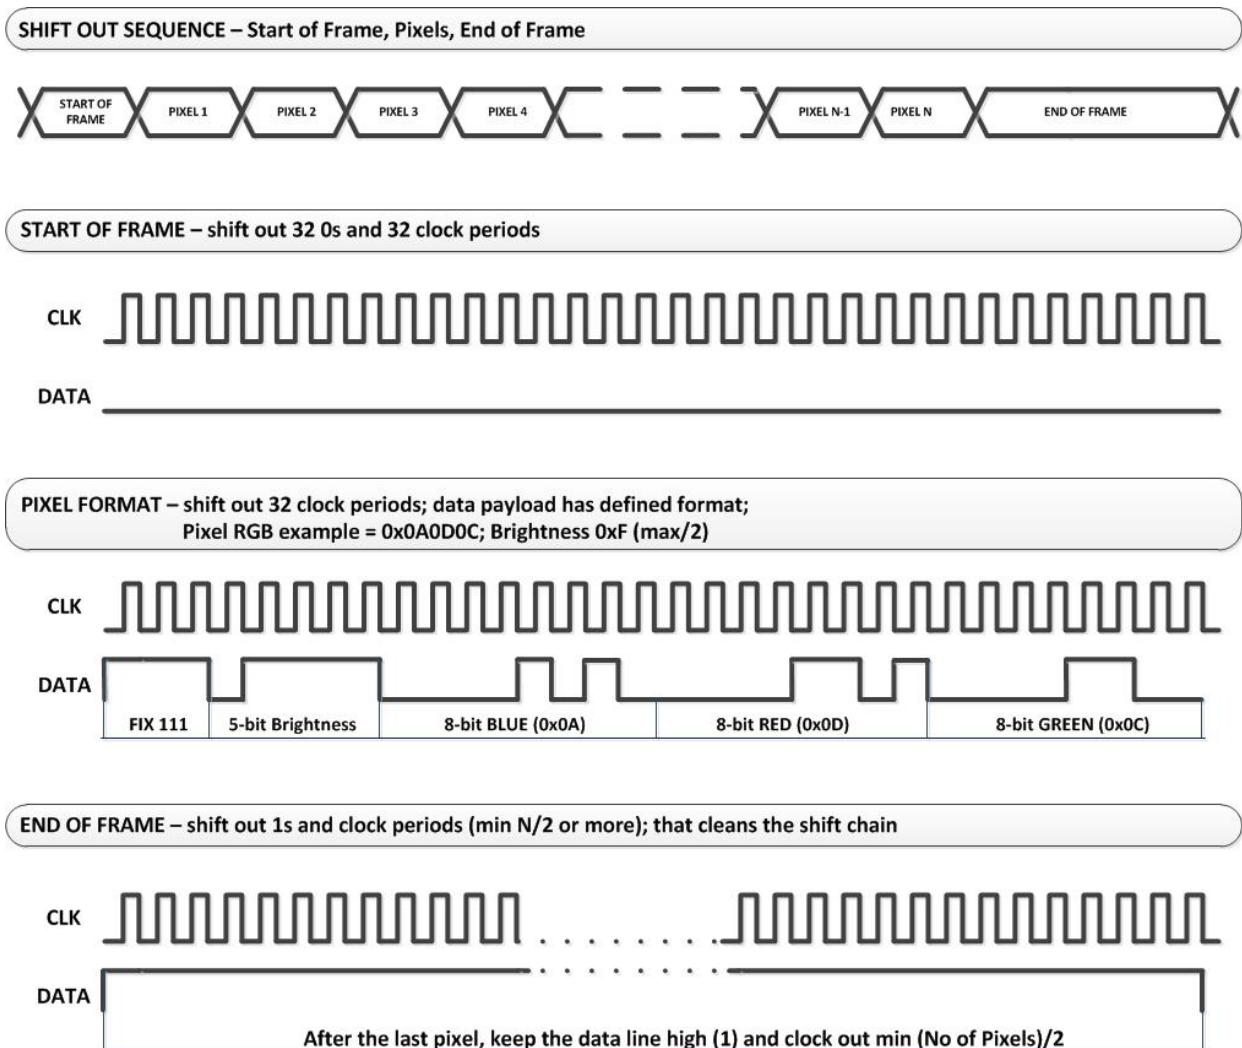 SHIFT OUT SEQUENCE – Start of Frame, Pixels, End of Frame
START OF
FRAME
PIXEL 1
PIXEL 2
PIXEL 3
PIXEL 4
PIXEL N-1
PIXEL N
END OF FRAME
START OF FRAME – shift out 32 0s and 32 clock periods
CLK
DATA
PIXEL FORMAT – shift out 32 clock periods; data payload has defined format;
Pixel RGB example = 0x0A0D0C; Brightness 0xF (max/2)
CLK
DATA
FIX 111
5-bit Brightness
8-bit BLUE (0x0A)
8-bit RED (0x0D)
8-bit GREEN (0x0C)
END OF FRAME – shift out 1s and clock periods (min N/2 or more); that cleans the shift chain
CLK
DATA
After the last pixel, keep the data line high (1) and clock out min (No of Pixels)/2